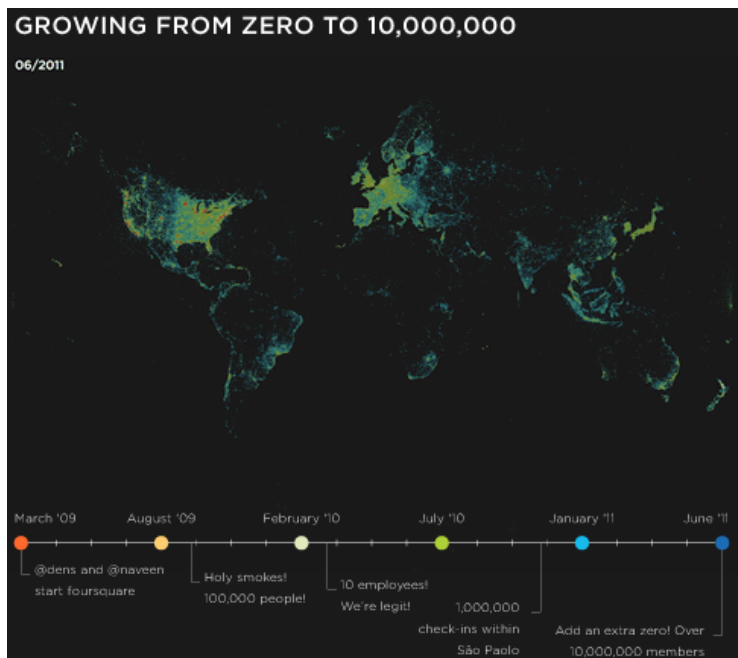 GROWING FROM ZERO TO 10,000,000
06/2011
March '09
August '09
February '10
July '10
January '11
June '11
@dens and @naveen
start foursquare
Holy smokes!
100,000 people!
10 employees!
We're legit!
1,000,000
check-ins within
São Paolo
Add an extra zero! Over
10,000,000 members